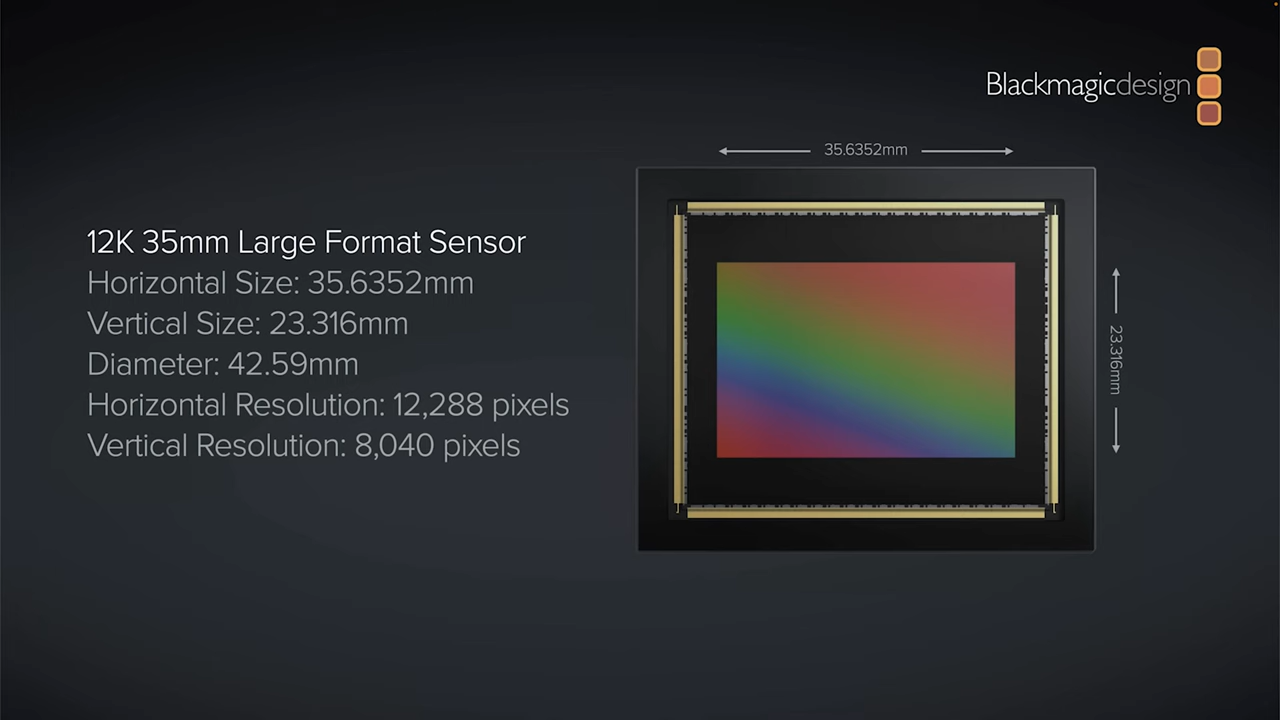 Blackmagicdesign
35.6352mm
12K 35mm Large Format Sensor
Horizontal Size: 35.6352mm
Vertical Size: 23.316mm
Diameter: 42.59mm
Horizontal Resolution: 12,288 pixels
Vertical Resolution: 8,040 pixels
23.316mm